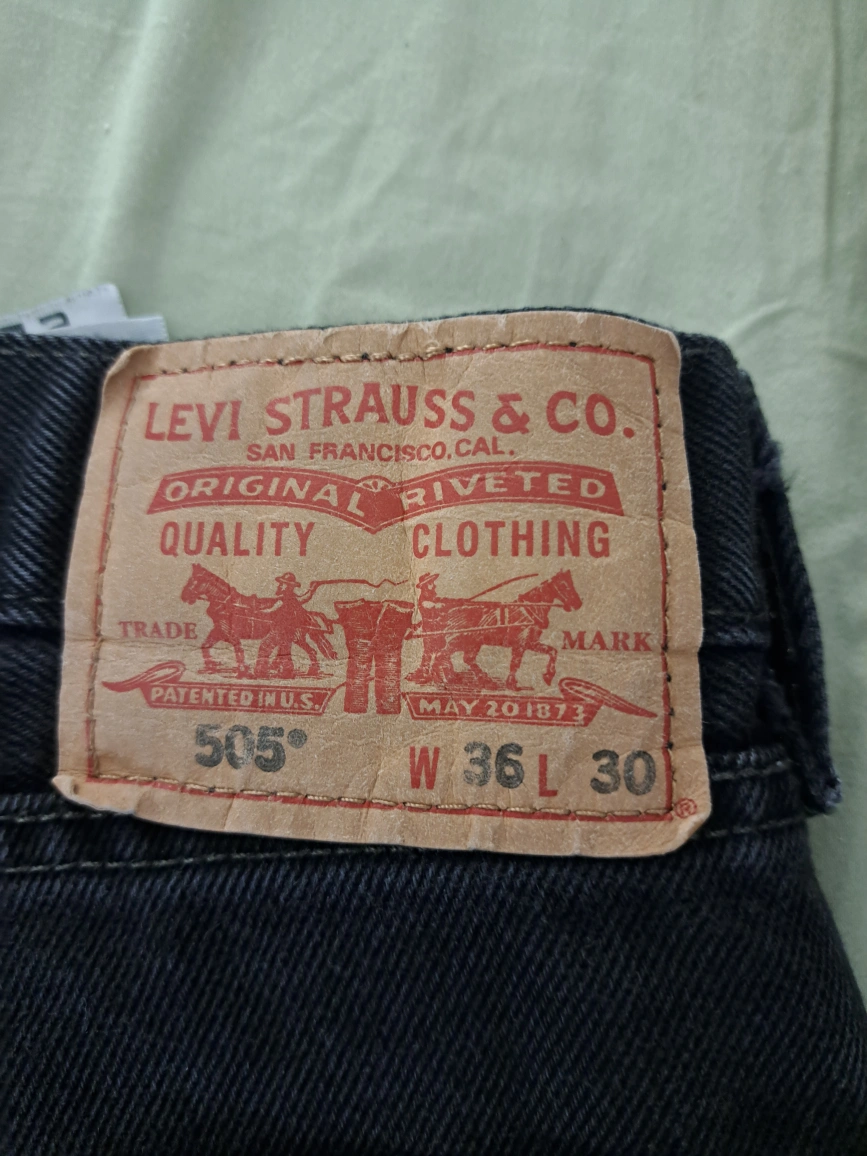 LEVI STRAUSS & CO.
SAN FRANCISCO, CAL.
ORIGINAL RIVETED
QUALITY CLOTHING
TRADE MARK
PATENTED IN U.S. MAY 20 1873
505® W 36 L 30
®